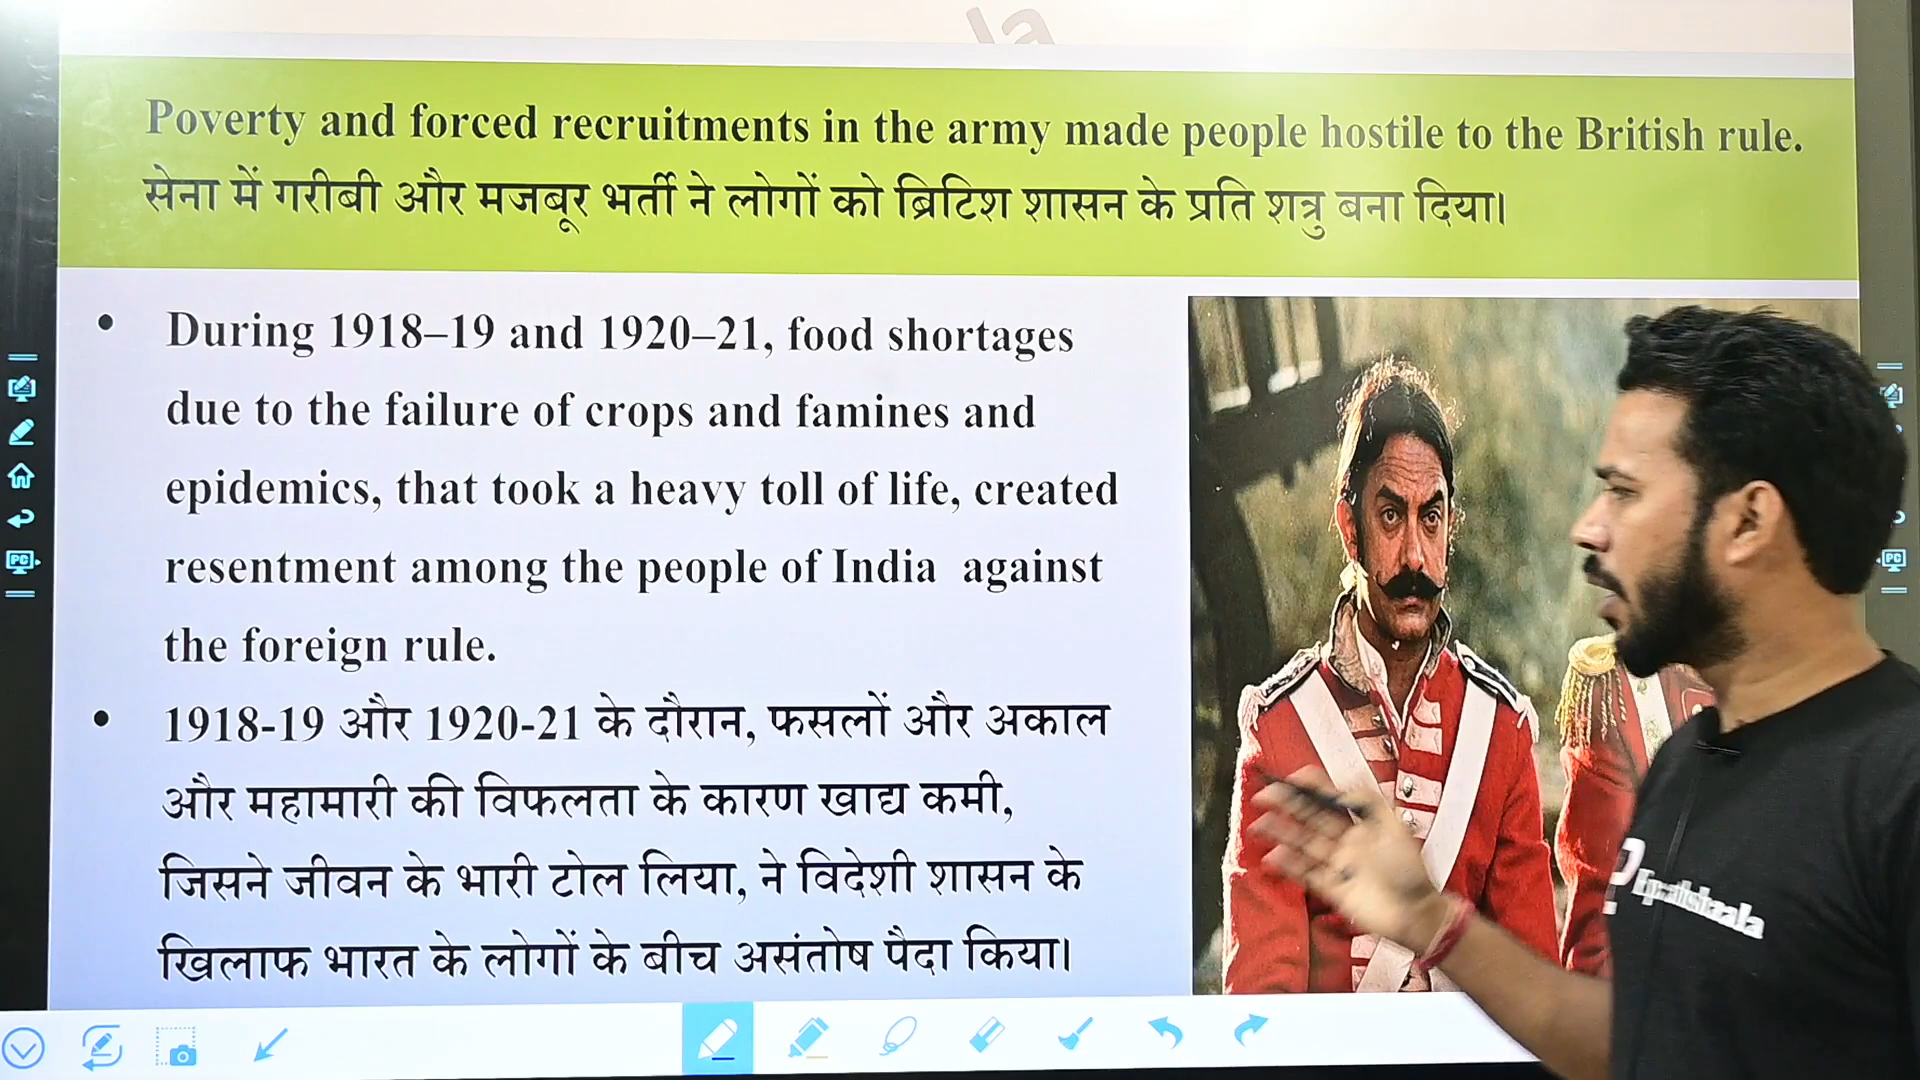 la
Poverty and forced recruitments in the army made people hostile to the British rule.
सेना में गरीबी और मजबूर भर्ती ने लोगों को ब्रिटिश शासन के प्रति शत्रु बना दिया।
• During 1918–19 and 1920–21, food shortages
due to the failure of crops and famines and
epidemics, that took a heavy toll of life, created
resentment among the people of India against
the foreign rule.
• 1918-19 और 1920-21 के दौरान, फसलों और अकाल
और महामारी की विफलता के कारण खाद्य कमी,
जिसने जीवन के भारी टोल लिया, ने विदेशी शासन के
खिलाफ भारत के लोगों के बीच असंतोष पैदा किया।
PC
PC